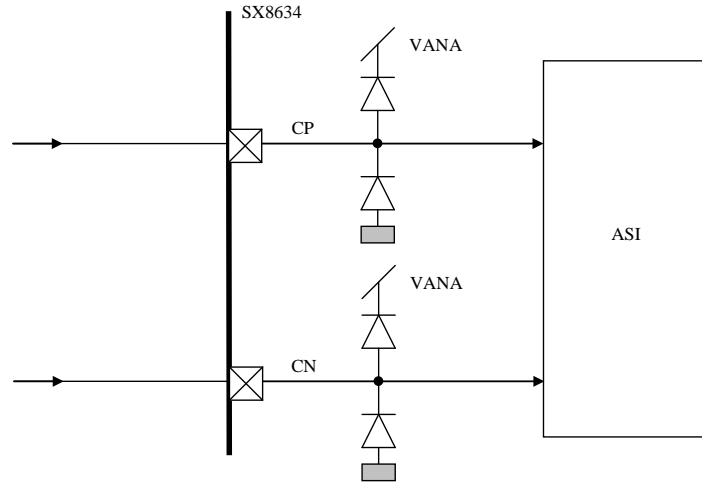 SX8634
VANA
CP
ASI
VANA
CN